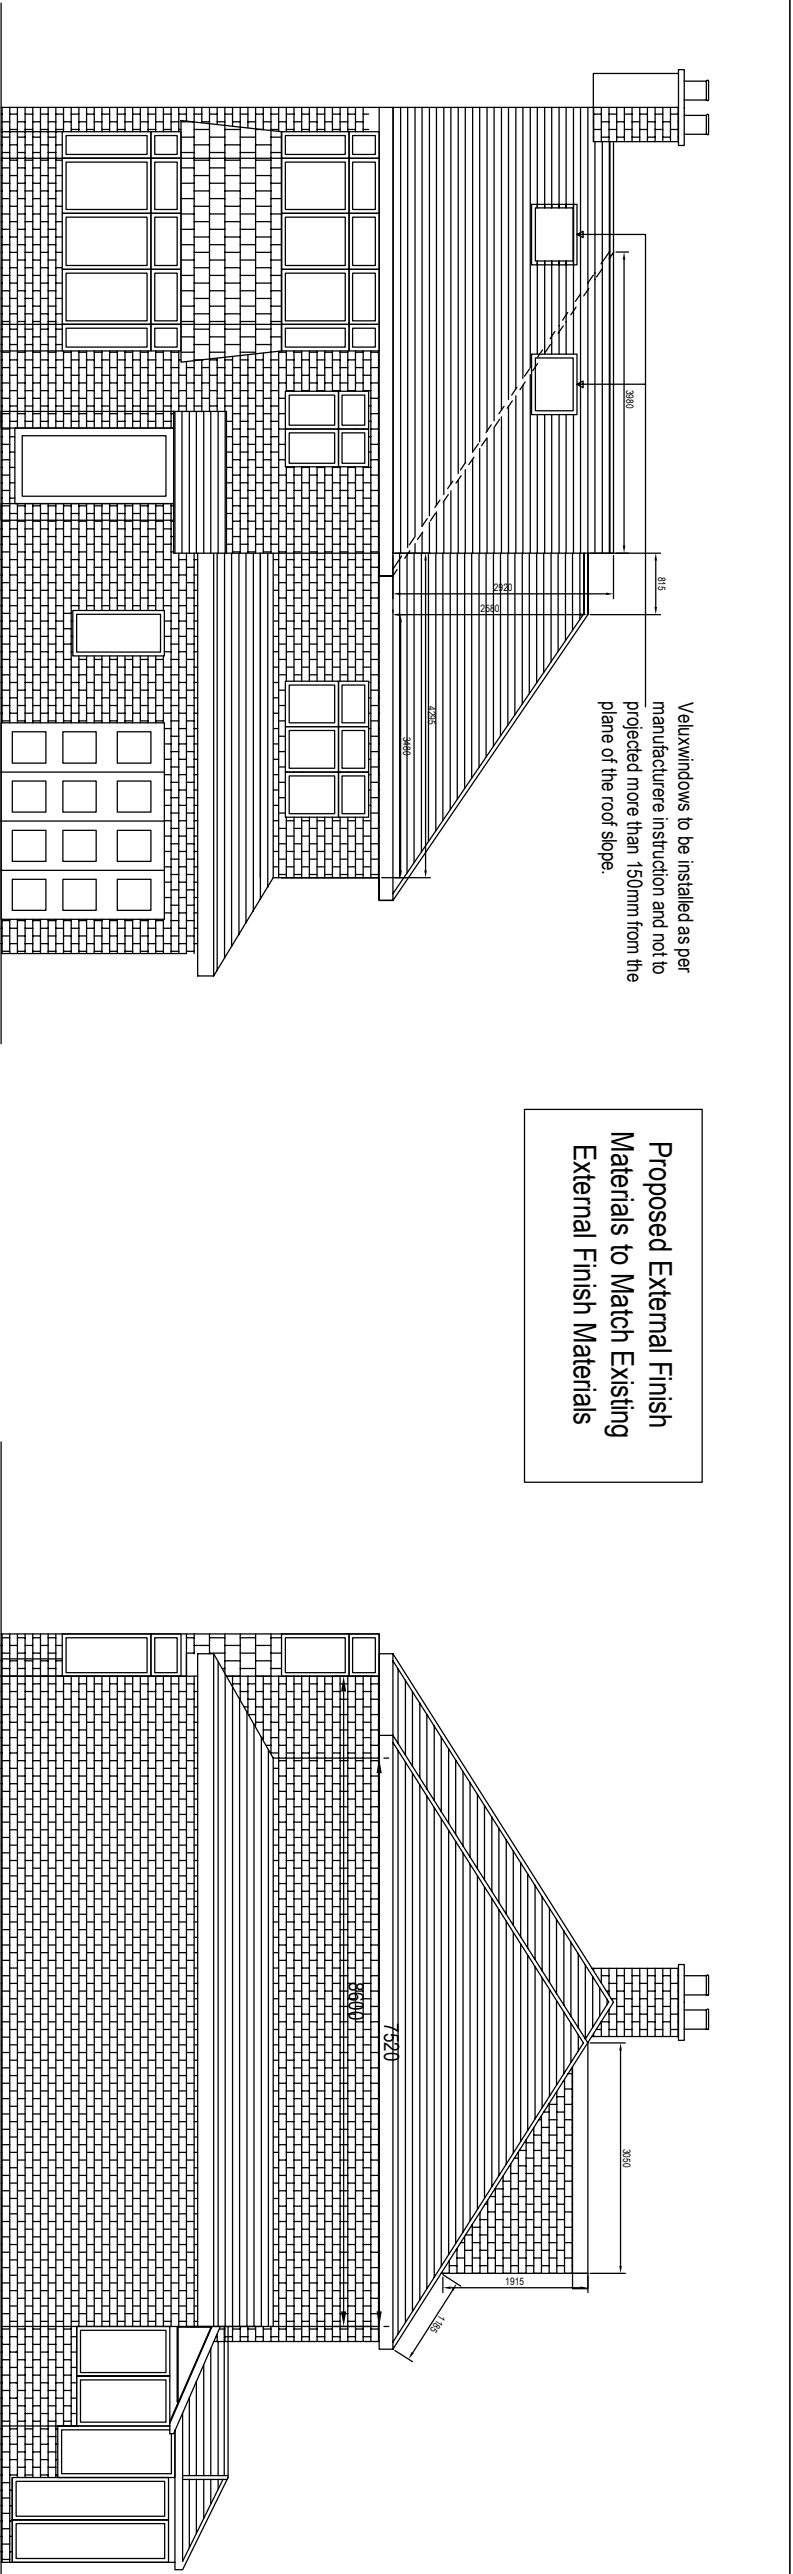 3980
815
2920
2580
4295
3480
Veluxwindows to be installed as per
manufacturere instruction and not to
projected more than 150mm from the
plane of the roof slope.
Proposed External Finish
Materials to Match Existing
External Finish Materials
3050
1915
1185
7520
8600